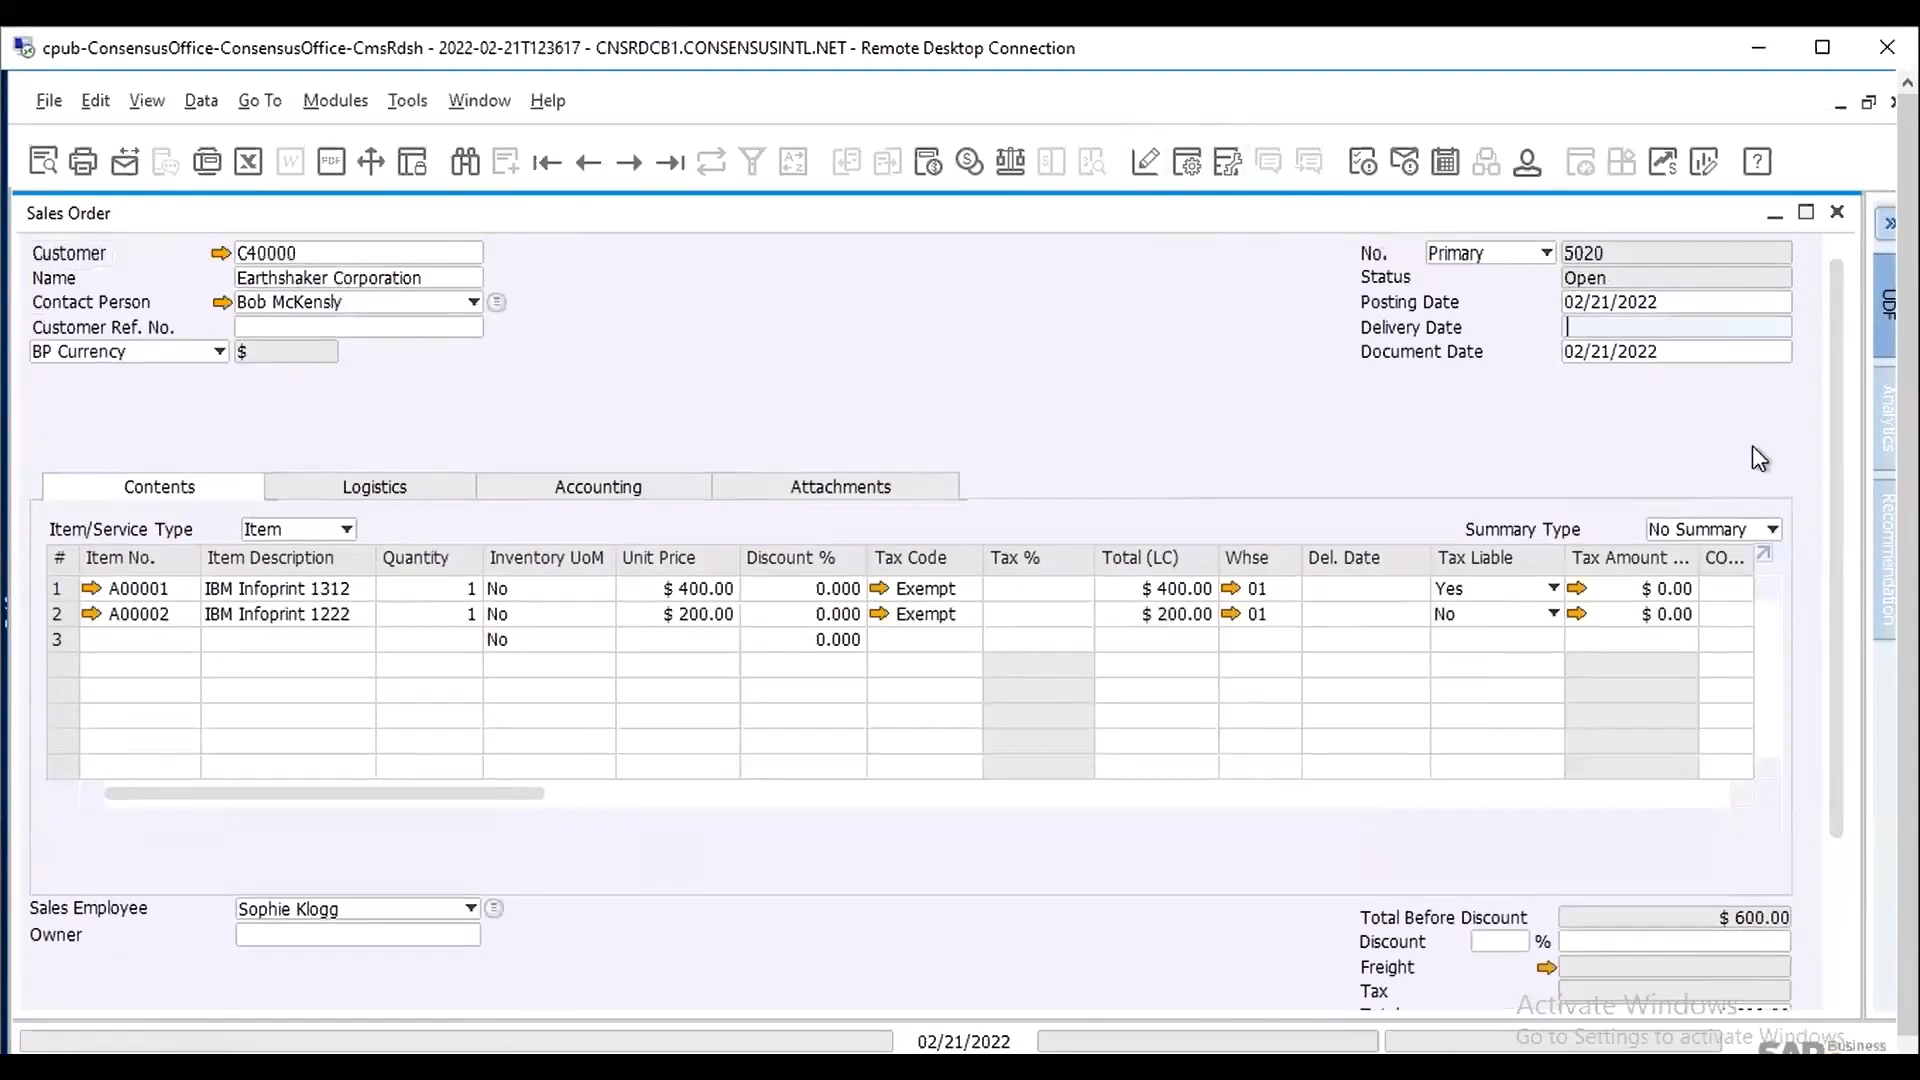 cpub-ConsensusOffice-ConsensusOffice-CmsRdsh - 2022-02-21T123617 - CNSRDCB1.CONSENSUSINTL.NET - Remote Desktop Connection
File Edit View Data Go To Modules Tools Window Help
Sales Order
Customer C40000 No. Primary 5020
Name Earthshaker Corporation Status Open
Contact Person Bob McKensly Posting Date 02/21/2022
Customer Ref. No. Delivery Date
BP Currency $ Document Date 02/21/2022
UDF
Analytics
Recommendation
Contents Logistics Accounting Attachments
Item/Service Type Item Summary Type No Summary
# Item No. Item Description Quantity Inventory UoM Unit Price Discount % Tax Code Tax % Total (LC) Whse Del. Date Tax Liable Tax Amount ... CO...
1 A00001 IBM Infoprint 1312 1 No $ 400.00 0.000 Exempt $ 400.00 01 Yes $ 0.00
2 A00002 IBM Infoprint 1222 1 No $ 200.00 0.000 Exempt $ 200.00 01 No $ 0.00
3 No 0.000
Sales Employee Sophie Klogg Total Before Discount $ 600.00
Owner Discount %
Freight
Tax
Activate Windows
Go to Settings to activate Windows.
02/21/2022
SAP Business